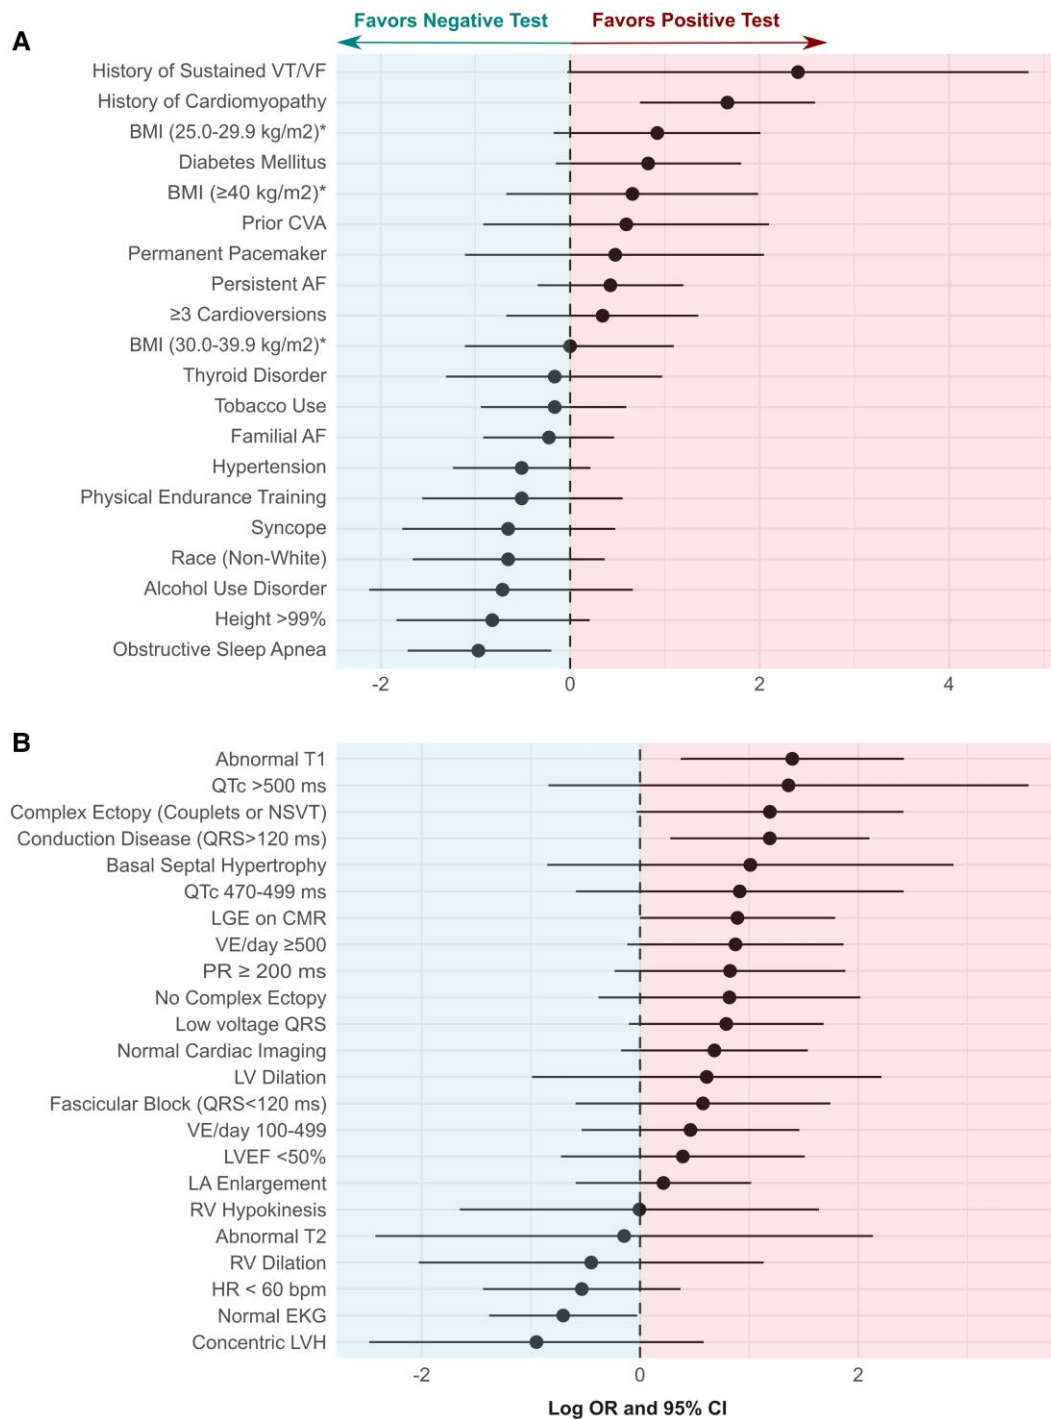 Favors Negative Test Favors Positive Test
A
History of Sustained VT/VF
History of Cardiomyopathy
BMI (25.0-29.9 kg/m2)*
Diabetes Mellitus
BMI (≥40 kg/m2)*
Prior CVA
Permanent Pacemaker
Persistent AF
≥3 Cardioversions
BMI (30.0-39.9 kg/m2)*
Thyroid Disorder
Tobacco Use
Familial AF
Hypertension
Physical Endurance Training
Syncope
Race (Non-White)
Alcohol Use Disorder
Height >99%
Obstructive Sleep Apnea
-2 0 2 4
B
Abnormal T1
QTc >500 ms
Complex Ectopy (Couplets or NSVT)
Conduction Disease (QRS>120 ms)
Basal Septal Hypertrophy
QTc 470-499 ms
LGE on CMR
VE/day ≥500
PR ≥ 200 ms
No Complex Ectopy
Low voltage QRS
Normal Cardiac Imaging
LV Dilation
Fascicular Block (QRS<120 ms)
VE/day 100-499
LVEF <50%
LA Enlargement
RV Hypokinesis
Abnormal T2
RV Dilation
HR < 60 bpm
Normal EKG
Concentric LVH
-2 0 2
Log OR and 95% CI